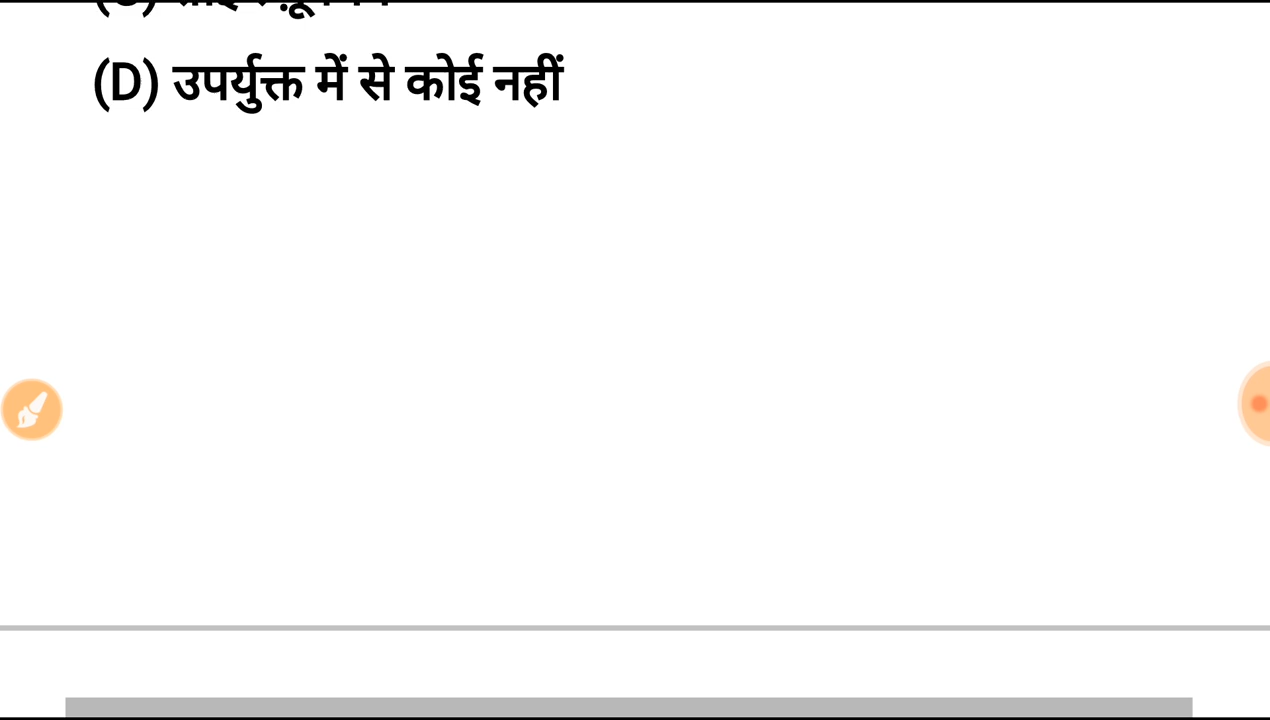 (D) उपर्युक्त में से कोई नहीं